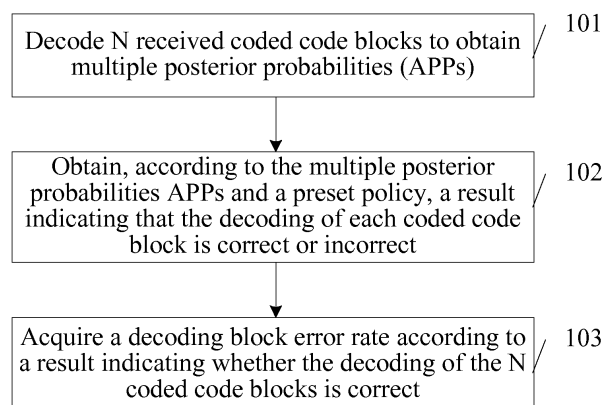 Decode N received coded code blocks to obtain
multiple posterior probabilities (APPs)
101
Obtain, according to the multiple posterior
probabilities APPs and a preset policy, a result
indicating that the decoding of each coded code
block is correct or incorrect
102
Acquire a decoding block error rate according to
a result indicating whether the decoding of the N
coded code blocks is correct
103